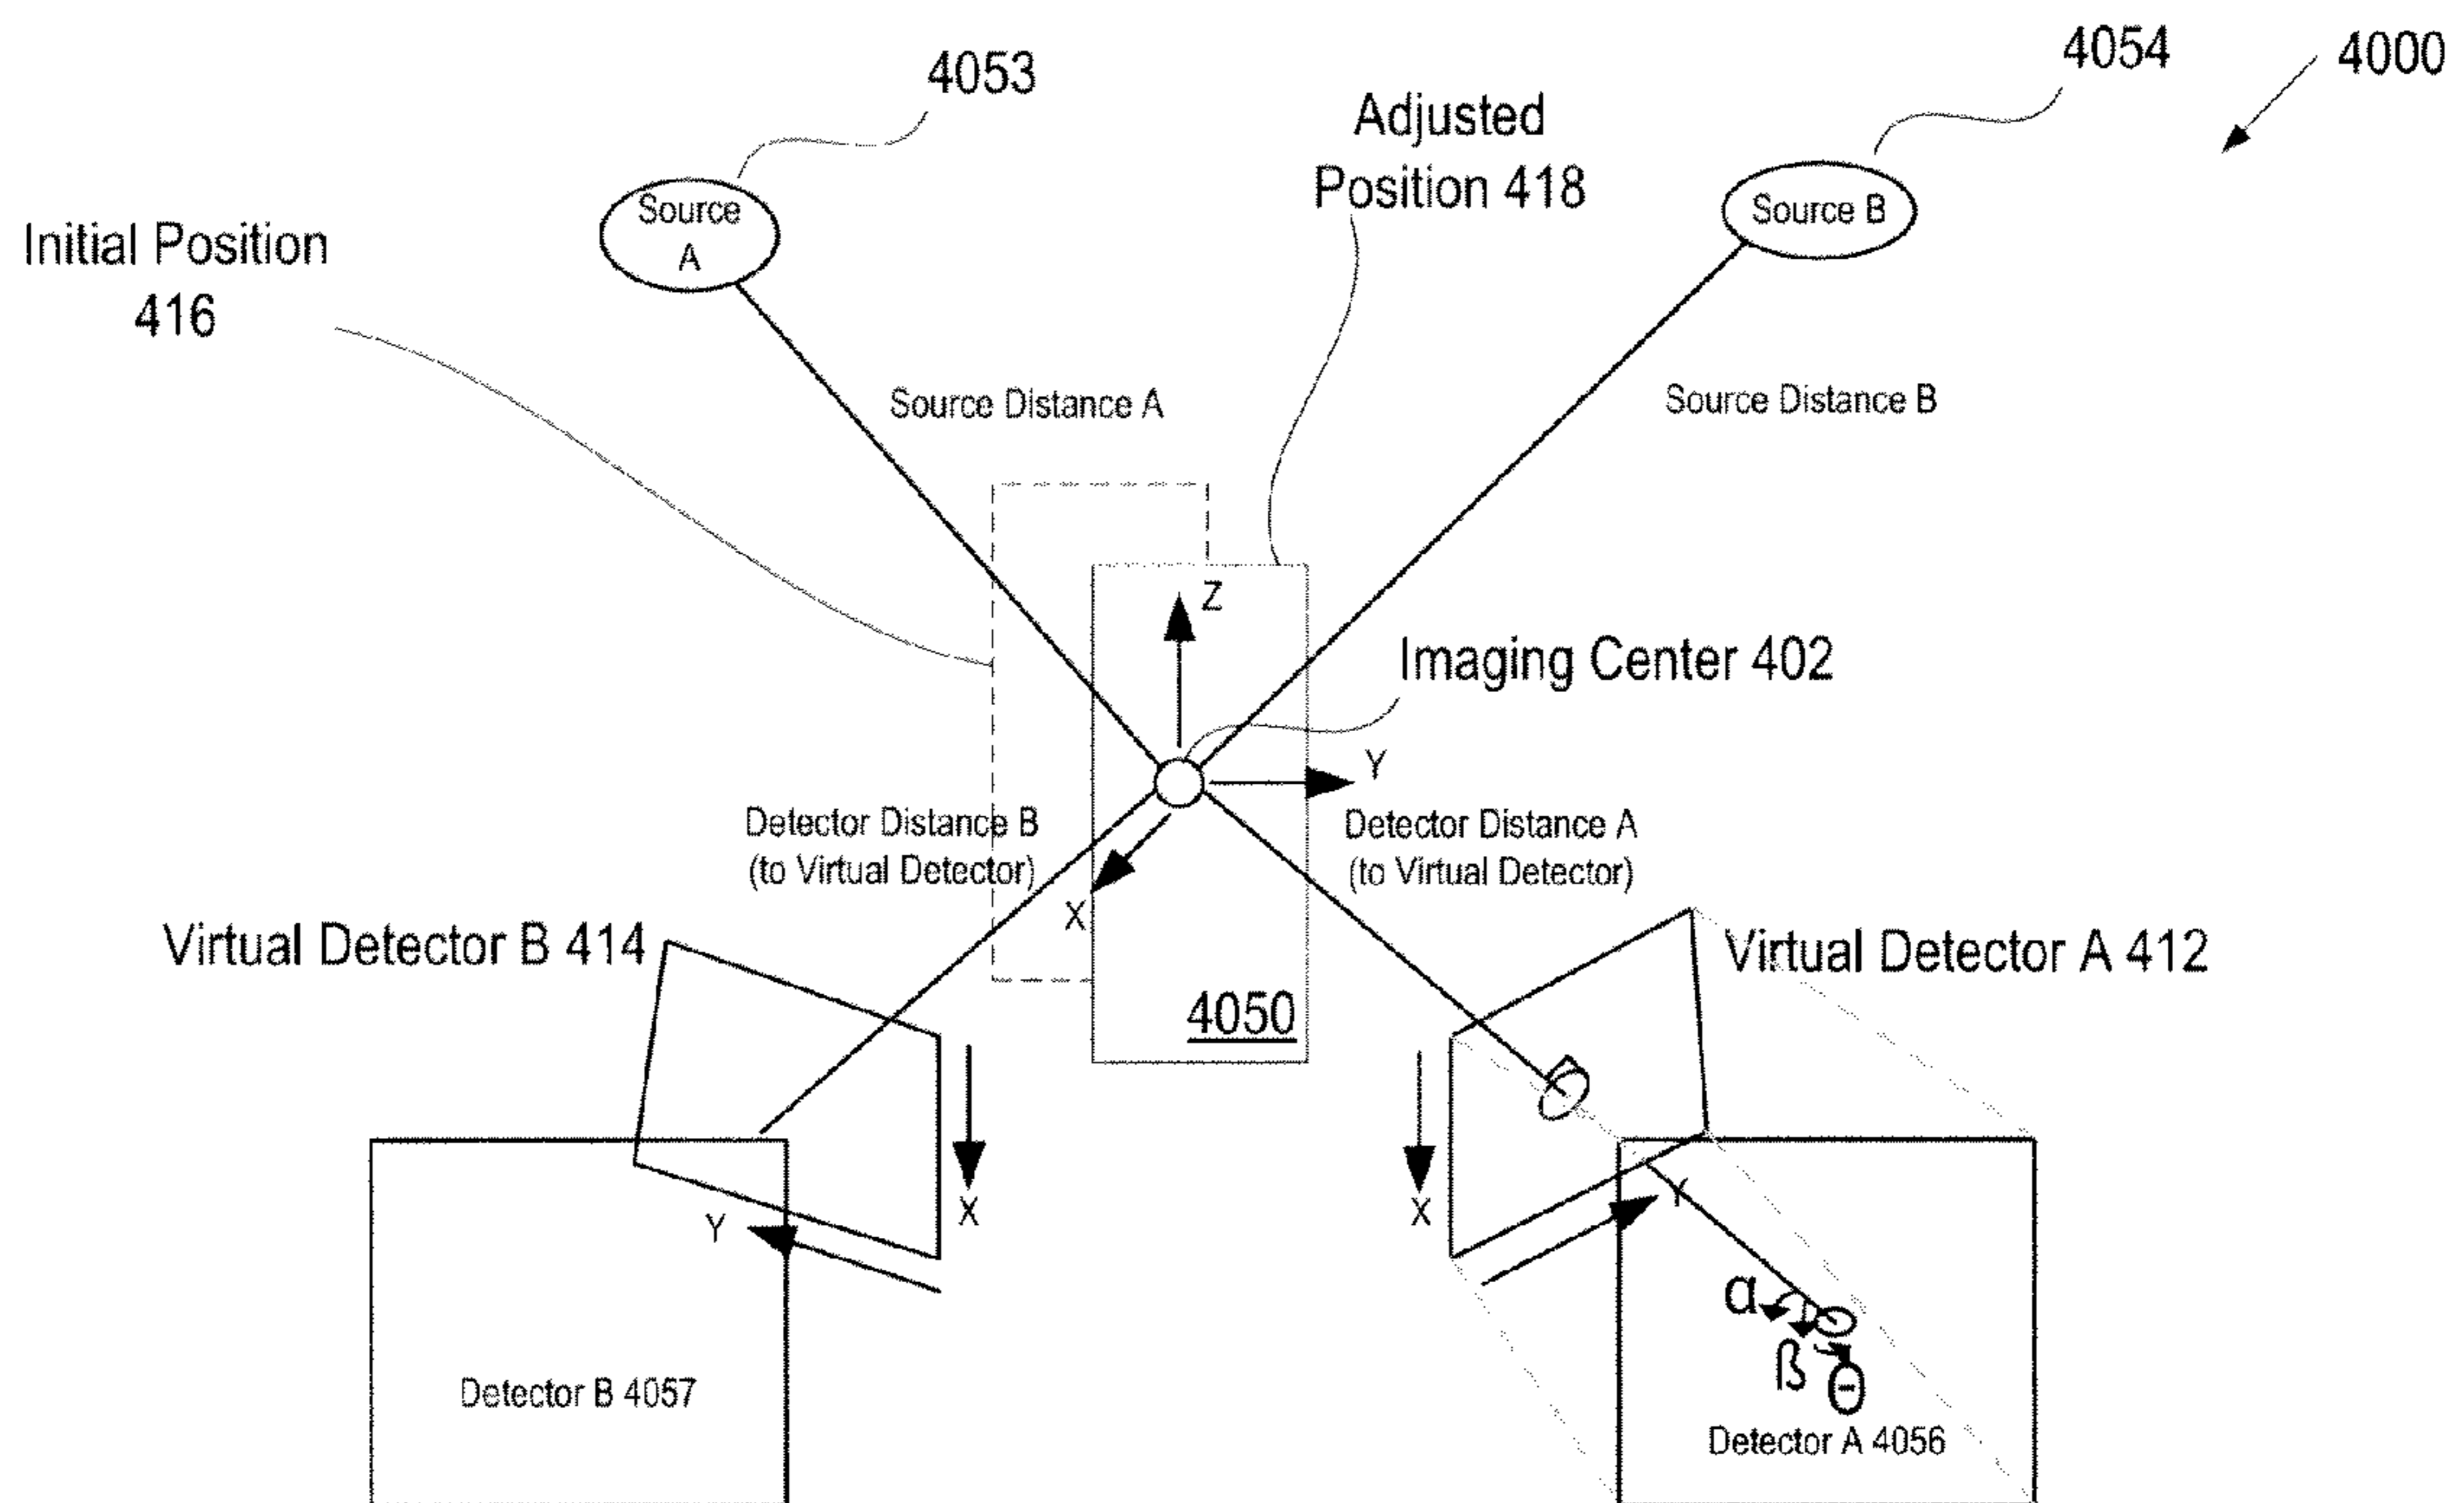 4053
4054
4000
Adjusted
Position 418
Source
A
Source B
Initial Position
416
Source Distance A
Source Distance B
Z
Imaging Center 402
Y
Detector Distance B
(to Virtual Detector)
Detector Distance A
(to Virtual Detector)
X
Virtual Detector B 414
Virtual Detector A 412
4050
X
Y
X
Y
α
β
Θ
Detector B 4057
Detector A 4056